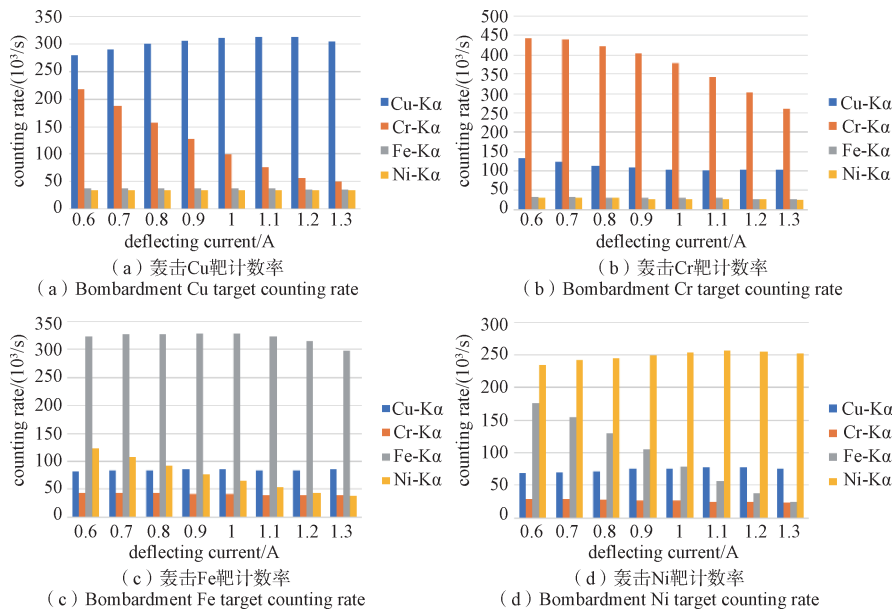 350
300
250
200
150
100
50
0
counting rate/(10³/s)
0.6 0.7 0.8 0.9 1 1.1 1.2 1.3
deflecting current/A
Cu-Kα
Cr-Kα
Fe-Kα
Ni-Kα
（a）轰击Cu靶计数率
（a）Bombardment Cu target counting rate
500
450
400
350
300
250
200
150
100
50
0
counting rate/(10³/s)
0.6 0.7 0.8 0.9 1 1.1 1.2 1.3
deflecting current/A
Cu-Kα
Cr-Kα
Fe-Kα
Ni-Kα
（b）轰击Cr靶计数率
（b）Bombardment Cr target counting rate
350
300
250
200
150
100
50
0
counting rate/(10³/s)
0.6 0.7 0.8 0.9 1 1.1 1.2 1.3
deflecting current/A
Cu-Kα
Cr-Kα
Fe-Kα
Ni-Kα
（c）轰击Fe靶计数率
（c）Bombardment Fe target counting rate
300
250
200
150
100
50
0
counting rate/(10³/s)
0.6 0.7 0.8 0.9 1 1.1 1.2 1.3
deflecting current/A
Cu-Kα
Cr-Kα
Fe-Kα
Ni-Kα
（d）轰击Ni靶计数率
（d）Bombardment Ni target counting rate